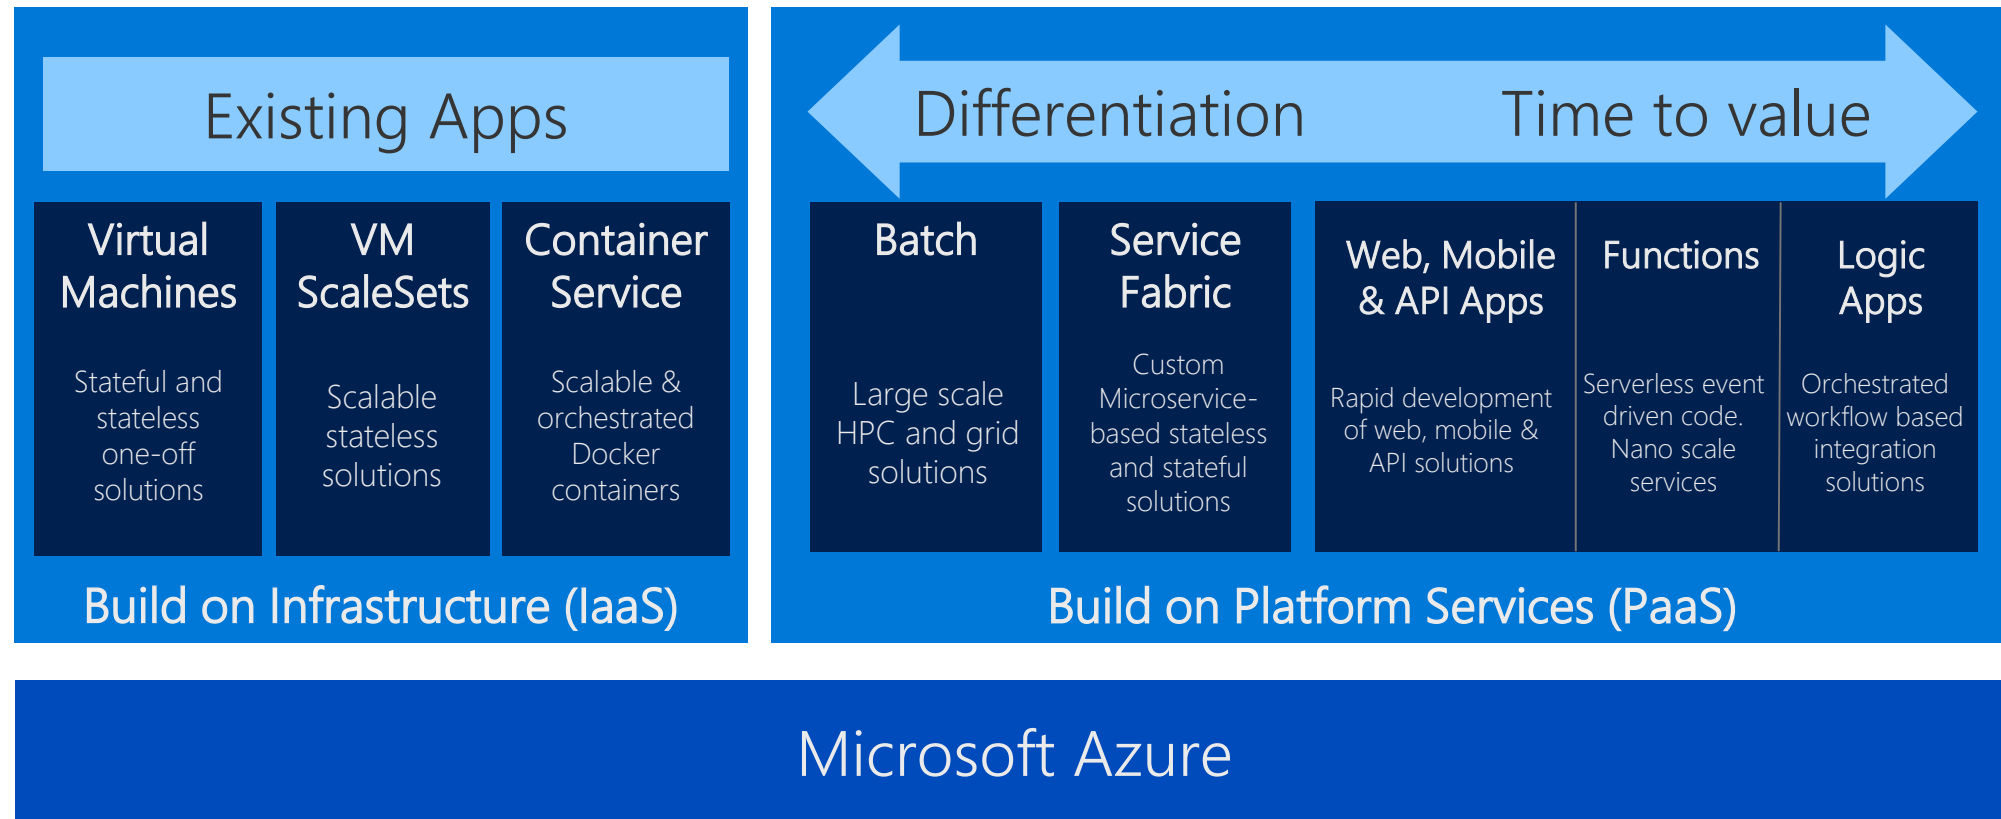 Existing Apps
Differentiation
Time to value
Virtual
Machines
Stateful and
stateless
one-off
solutions
VM
ScaleSets
Scalable
stateless
solutions
Container
Service
Scalable &
orchestrated
Docker
containers
Build on Infrastructure (IaaS)
Batch
Large scale
HPC and grid
solutions
Service
Fabric
Custom
Microservice-
based stateless
and stateful
solutions
Web, Mobile
& API Apps
Rapid development
of web, mobile &
API solutions
Functions
Serverless event
driven code.
Nano scale
services
Logic
Apps
Orchestrated
workflow based
integration
solutions
Build on Platform Services (PaaS)
Microsoft Azure